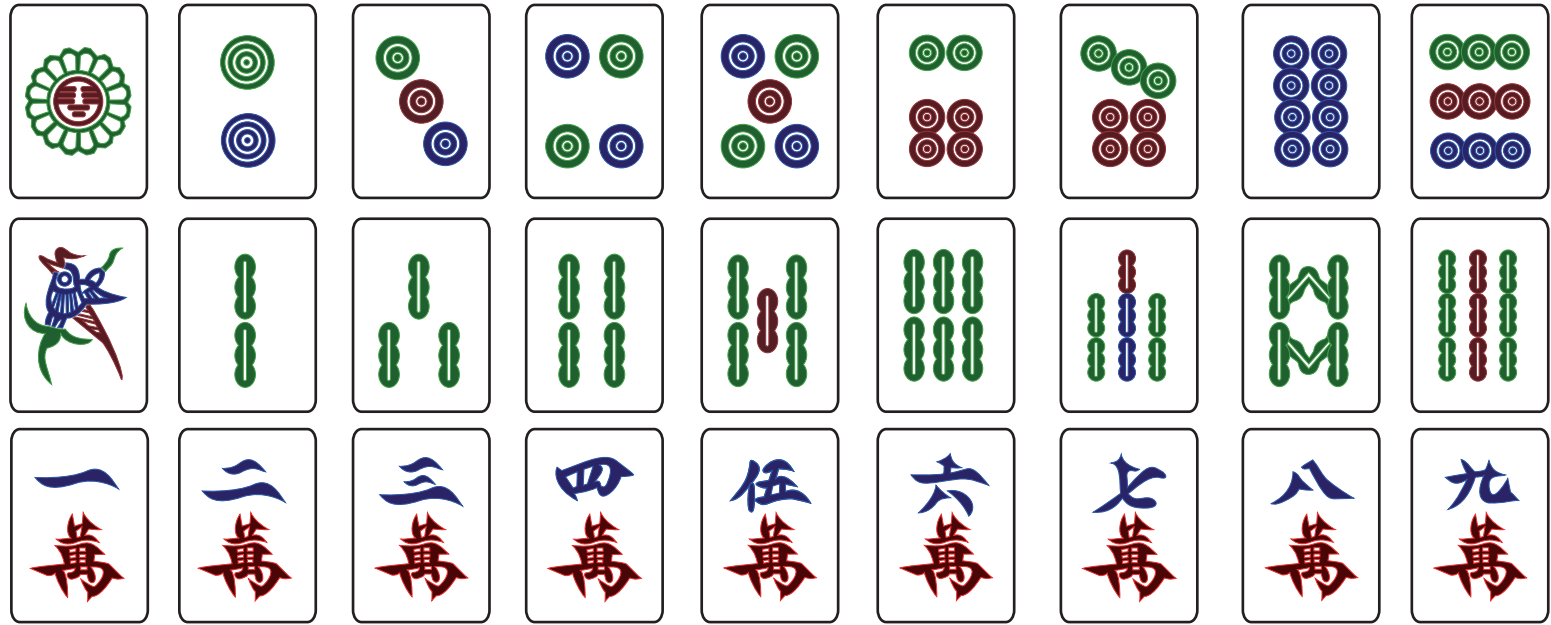 一 二 三 四 伍 六 七 八 九
萬 萬 萬 萬 萬 萬 萬 萬 萬